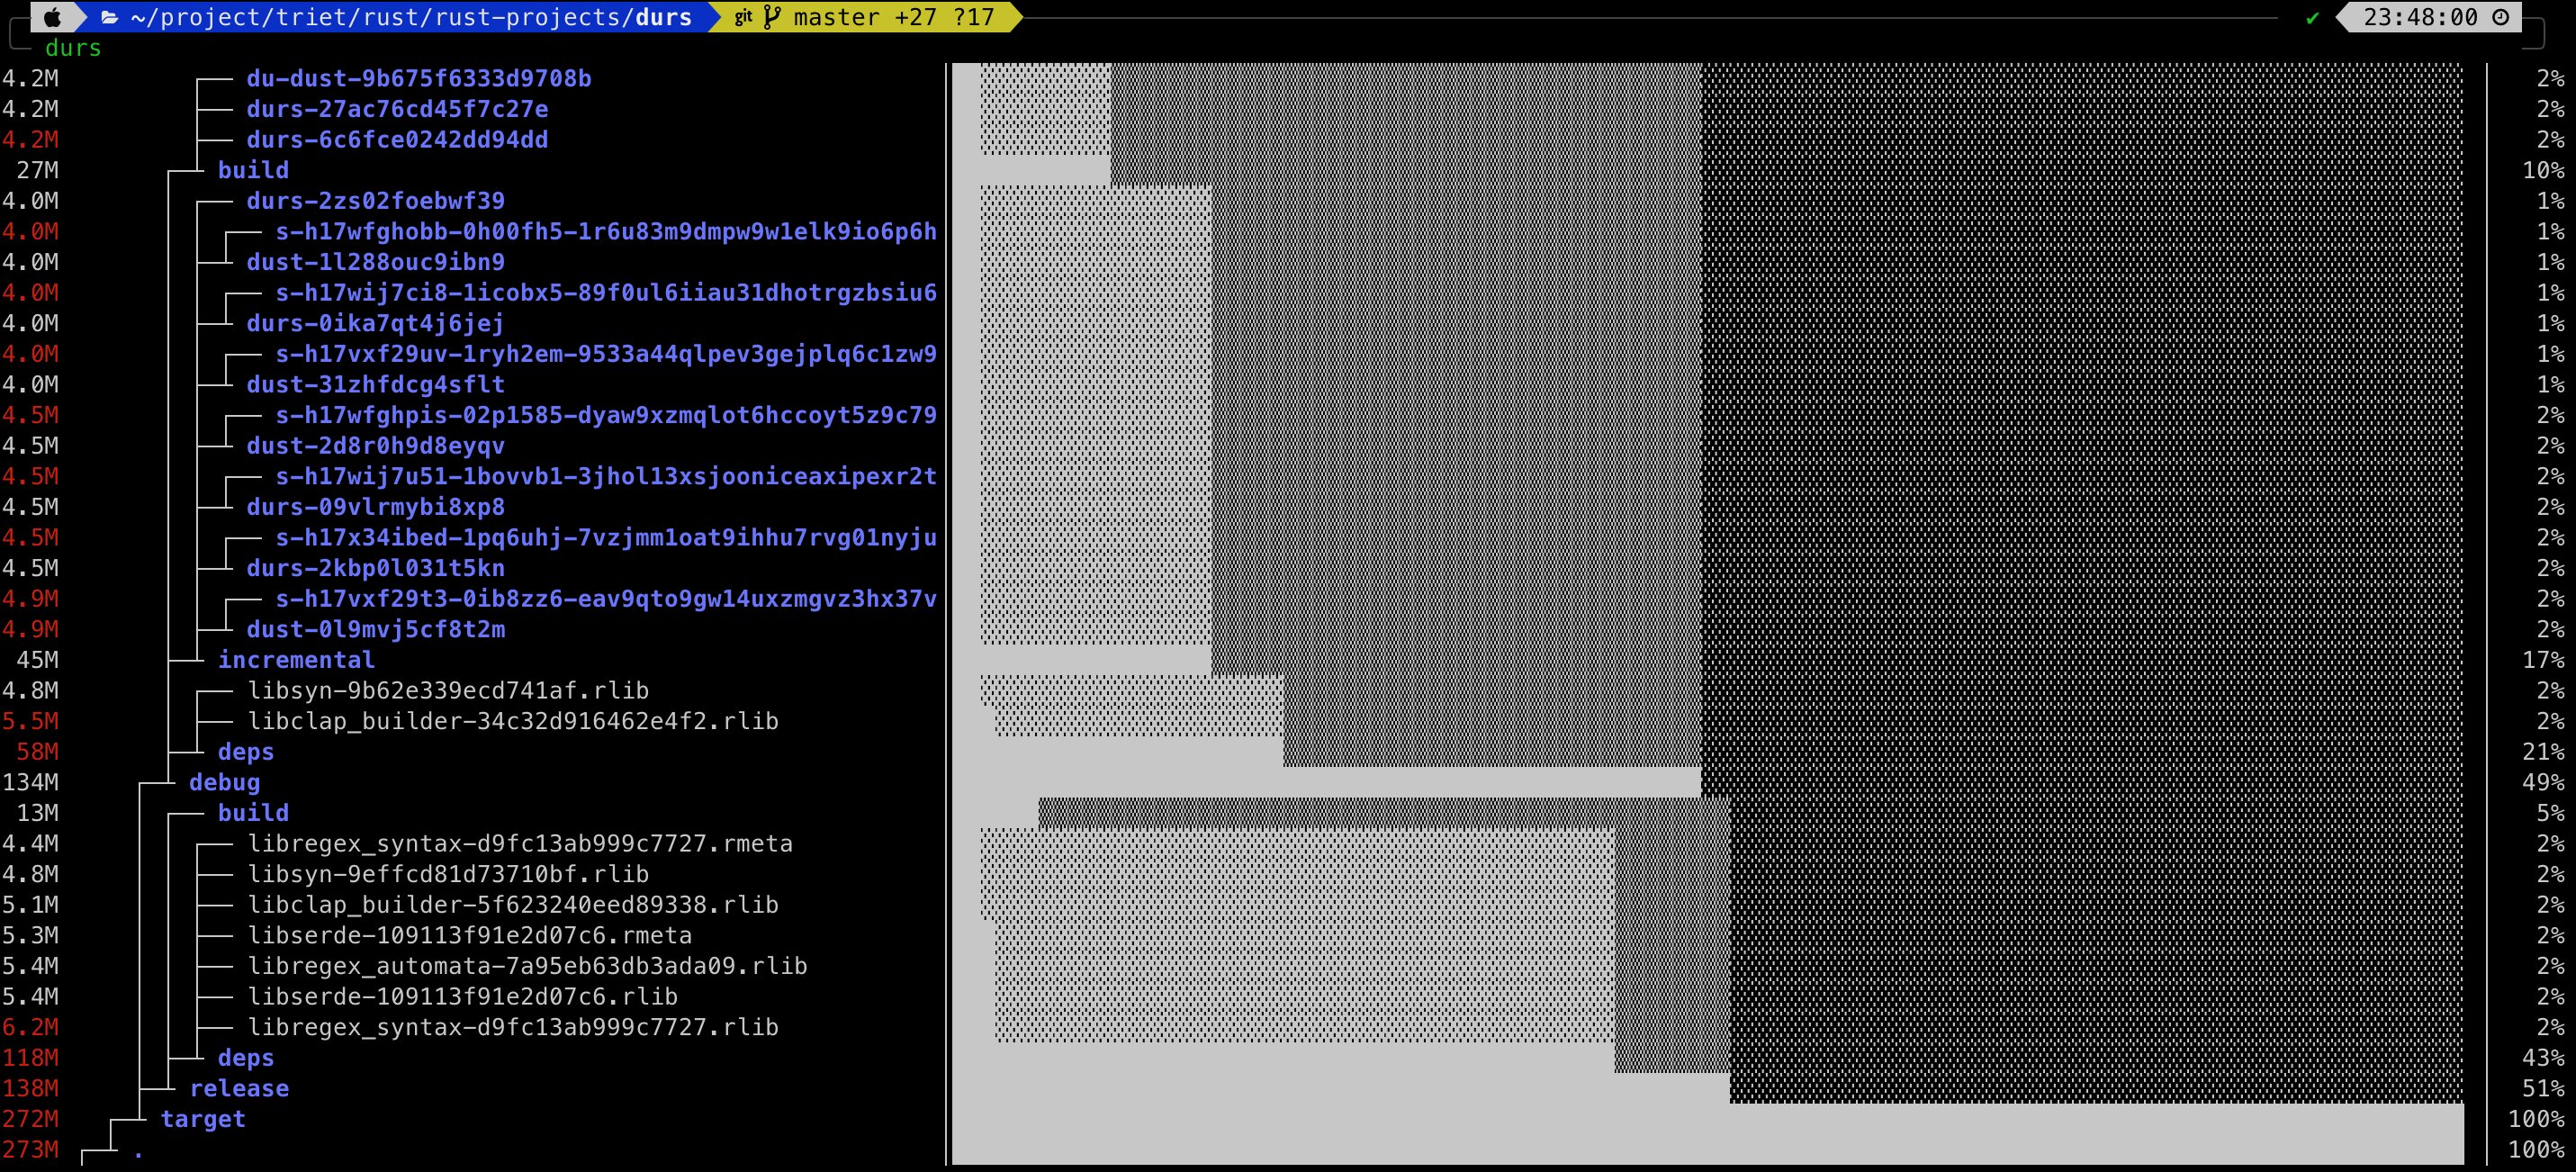 ~/project/triet/rust/rust-projects/durs git master +27 ?17 ✔ 23:48:00
durs
4.2M du-dust-9b675f6333d9708b 2%
4.2M durs-27ac76cd45f7c27e 2%
4.2M durs-6c6fce0242dd94dd 2%
27M build 10%
4.0M durs-2zs02foebwf39 1%
4.0M s-h17wfghobb-0h00fh5-1r6u83m9dmpw9w1elk9io6p6h 1%
4.0M dust-1l288ouc9ibn9 1%
4.0M s-h17wij7ci8-1icobx5-89f0ul6iiau31dhotrgzbsiu6 1%
4.0M durs-0ika7qt4j6jej 1%
4.0M s-h17vxf29uv-1ryh2em-9533a44qlpev3gejplq6c1zw9 1%
4.0M dust-31zhfdcg4sflt 1%
4.5M s-h17wfghpis-02p1585-dyaw9xzmqlot6hccoyt5z9c79 2%
4.5M dust-2d8r0h9d8eyqv 2%
4.5M s-h17wij7u51-1bovvb1-3jhol13xsjooniceaxipexr2t 2%
4.5M durs-09vlrmybi8xp8 2%
4.5M s-h17x34ibed-1pq6uhj-7vzjmm1oat9ihhu7rvg01nyju 2%
4.5M durs-2kbp0l031t5kn 2%
4.9M s-h17vxf29t3-0ib8zz6-eav9qto9gw14uxzmgvz3hx37v 2%
4.9M dust-0l9mvj5cf8t2m 2%
45M incremental 17%
4.8M libsyn-9b62e339ecd741af.rlib 2%
5.5M libclap_builder-34c32d916462e4f2.rlib 2%
58M deps 21%
134M debug 49%
13M build 5%
4.4M libregex_syntax-d9fc13ab999c7727.rmeta 2%
4.8M libsyn-9effcd81d73710bf.rlib 2%
5.1M libclap_builder-5f623240eed89338.rlib 2%
5.3M libserde-109113f91e2d07c6.rmeta 2%
5.4M libregex_automata-7a95eb63db3ada09.rlib 2%
5.4M libserde-109113f91e2d07c6.rlib 2%
6.2M libregex_syntax-d9fc13ab999c7727.rlib 2%
118M deps 43%
138M release 51%
272M target 100%
273M . 100%